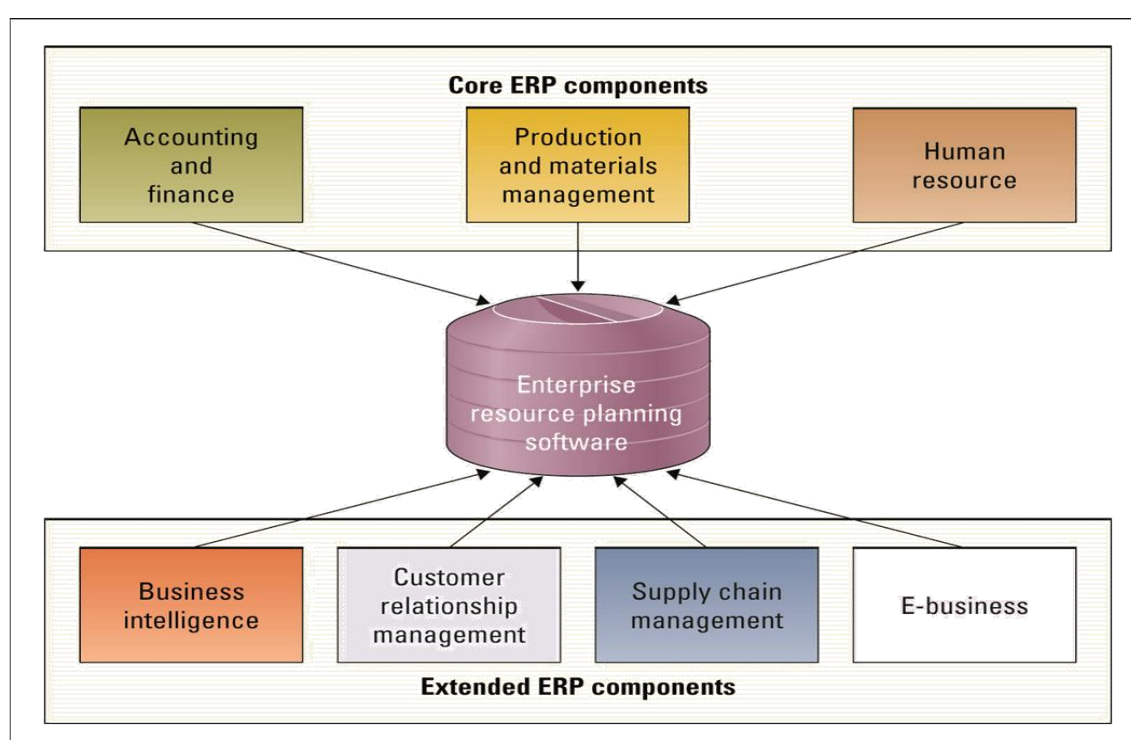 Core ERP components
Accounting
and
finance
Production
and materials
management
Human
resource
Enterprise
resource planning
software
Business
intelligence
Customer
relationship
management
Supply chain
management
E-business
Extended ERP components